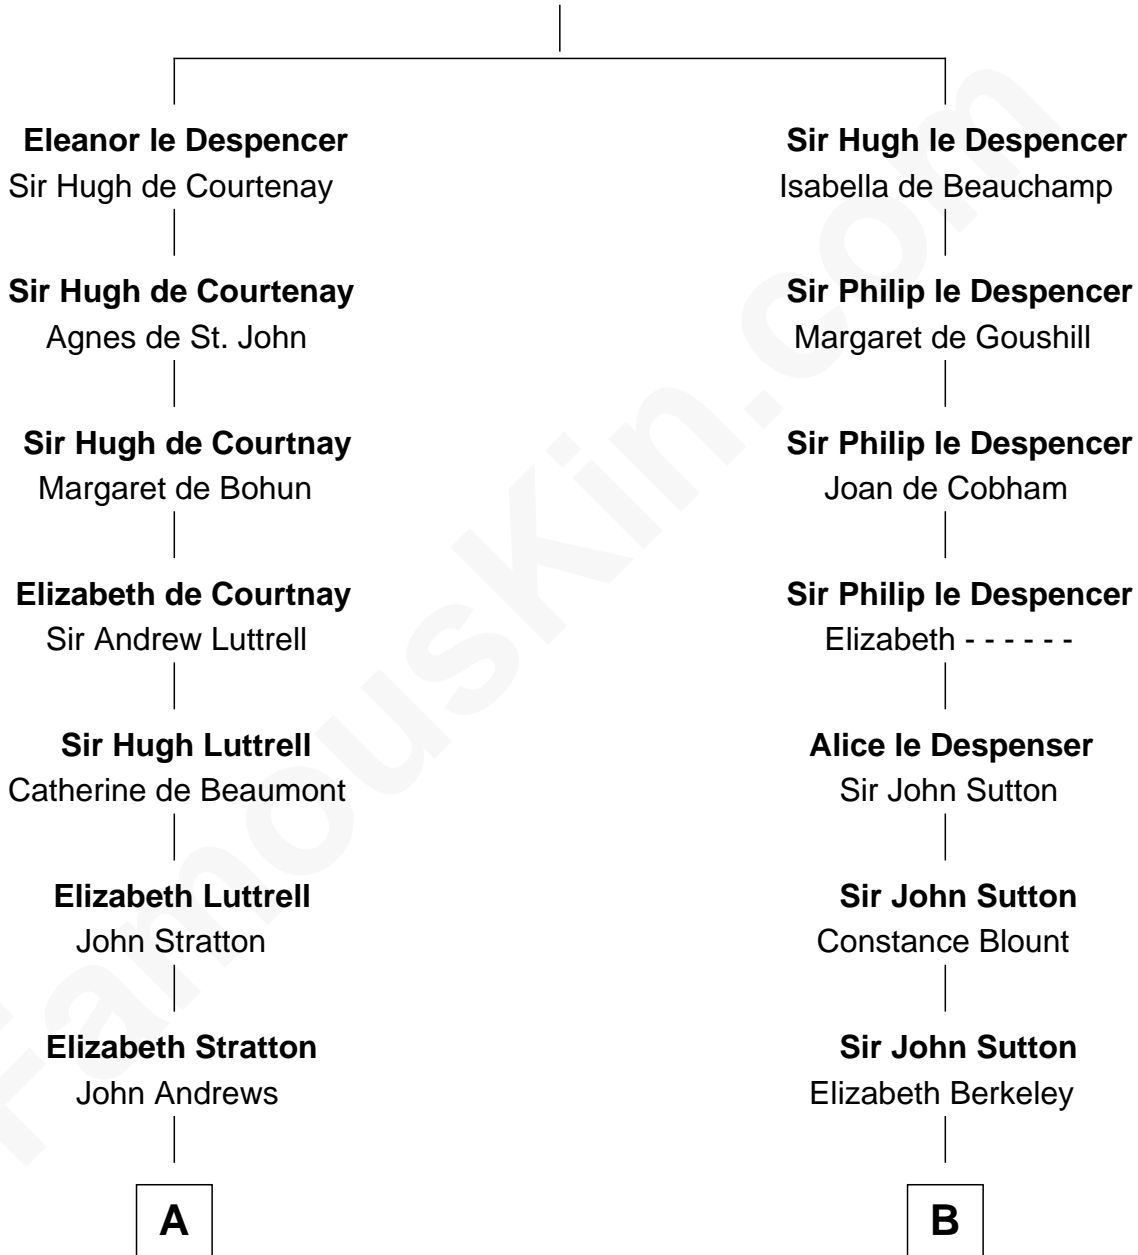 Eleanor le Despencer
Sir Hugh de Courtenay
Sir Hugh de Courtenay
Agnes de St. John
Sir Hugh de Courtnay
Margaret de Bohun
Elizabeth de Courtnay
Sir Andrew Luttrell
Sir Hugh Luttrell
Catherine de Beaumont
Elizabeth Luttrell
John Stratton
Elizabeth Stratton
John Andrews
A
Sir Hugh le Despencer
Isabella de Beauchamp
Sir Philip le Despencer
Margaret de Goushill
Sir Philip le Despencer
Joan de Cobham
Sir Philip le Despencer
Elizabeth - - - - - -
Alice le Despenser
Sir John Sutton
Sir John Sutton
Constance Blount
Sir John Sutton
Elizabeth Berkeley
B
FamousKin.com